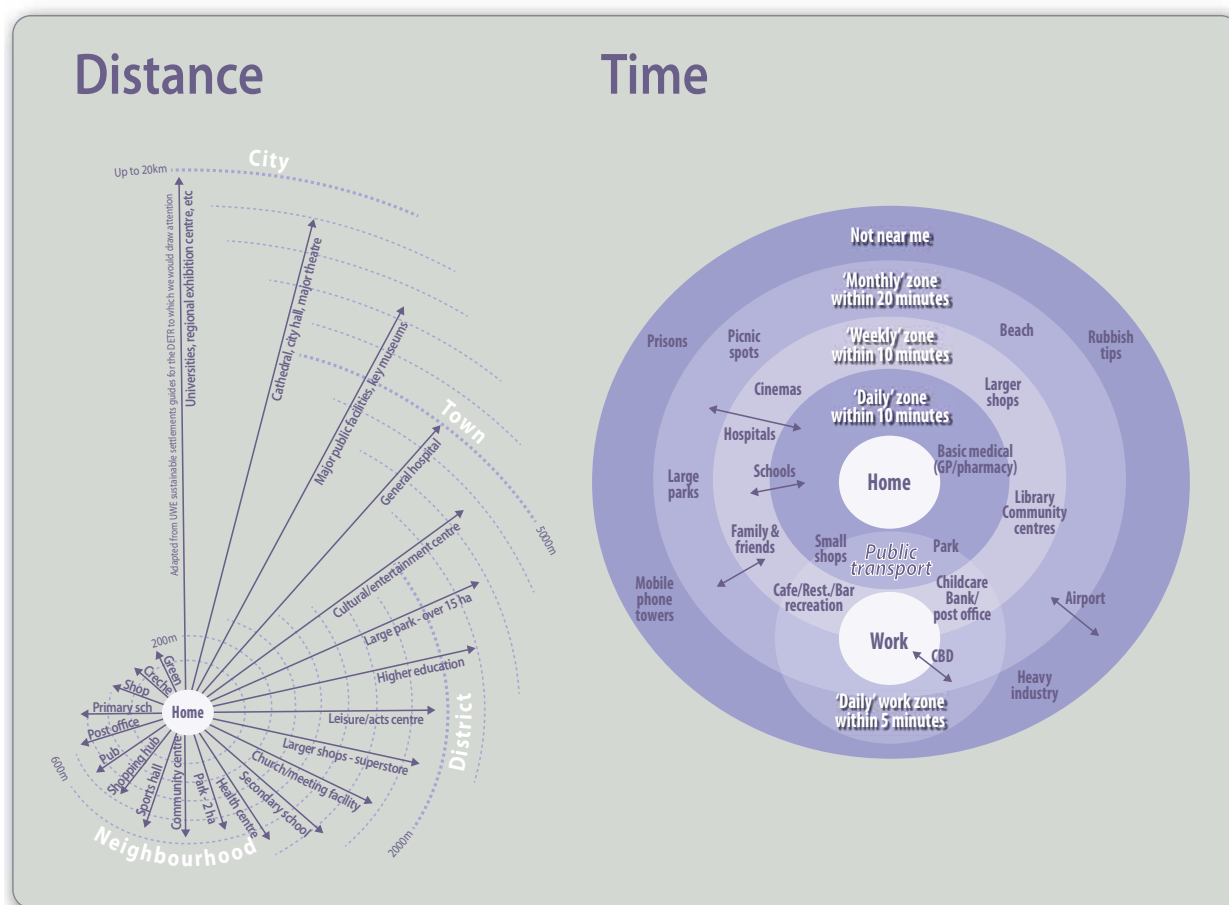 Distance
Time
City
Up to 20km
Adapted from UWE sustainable settlements guides for the DETR to which we would draw attention
Universities, regional exhibition centre, etc
Cathedral, city hall, major theatre
Major public facilities, key museums
Town
General hospital
5000m
Cultural/entertainment centre
Large park - over 15 ha
Higher education
Leisure/acts centre
District
Larger shops - superstore
Church/meeting facility
Secondary school
2000m
Health centre
Park - 2 ha
Community centre
Sports hall
Shopping hub
Pub
Post office
Primary sch
Shop
Creche
Green
200m
Home
600m
Neighbourhood
Not near me
'Monthly' zone
within 20 minutes
'Weekly' zone
within 10 minutes
'Daily' zone
within 10 minutes
Prisons
Picnic
spots
Beach
Rubbish
tips
Cinemas
Larger
shops
Hospitals
Basic medical
(GP/pharmacy)
Schools
Home
Large
parks
Library
Community
centres
Family &
friends
Small
shops
Public
transport
Park
Mobile
phone
towers
Cafe/Rest./Bar
recreation
Childcare
Bank/
post office
Airport
Work
CBD
Heavy
industry
'Daily' work zone
within 5 minutes